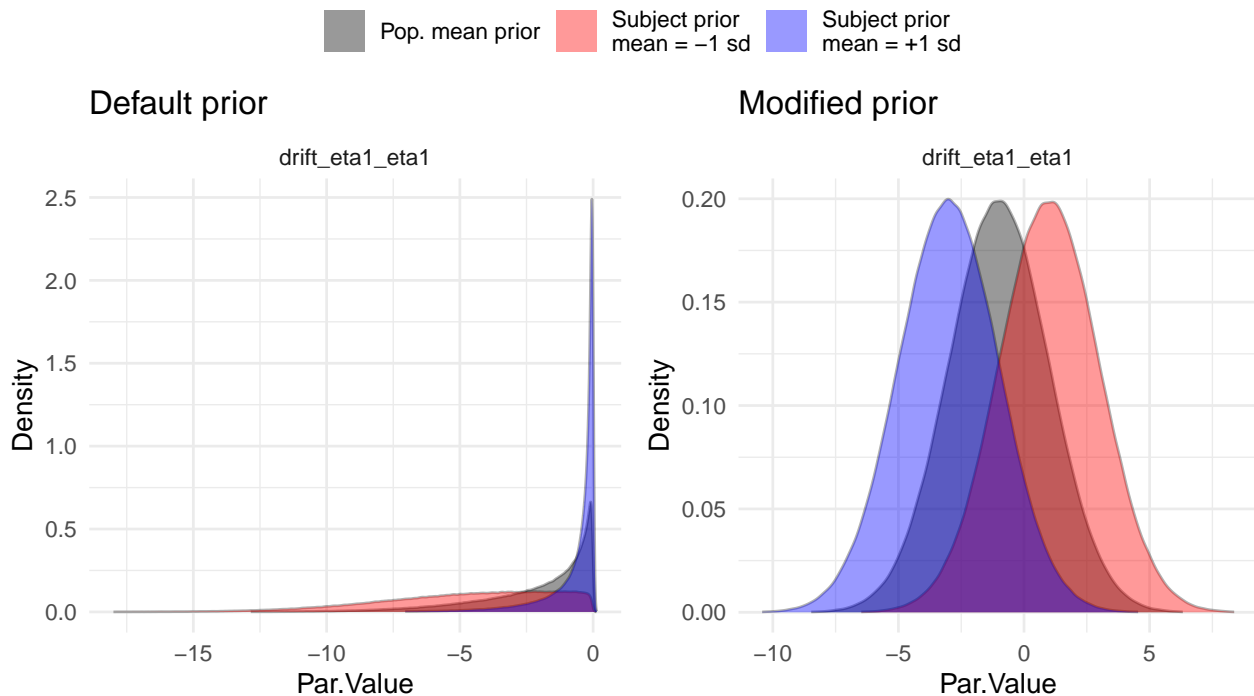 Pop. mean prior
Subject prior
mean = −1 sd
Subject prior
mean = +1 sd
Default prior
Modified prior
drift_eta1_eta1
drift_eta1_eta1
Density
2.5
2.0
1.5
1.0
0.5
0.0
−15
−10
−5
0
Par.Value
Density
0.20
0.15
0.10
0.05
0.00
−10
−5
0
5
Par.Value